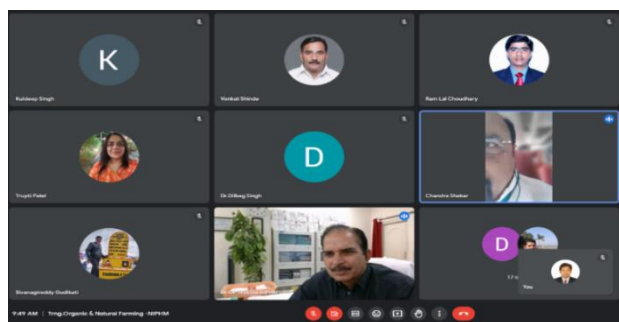 K
Kuldeep Singh
Venkat Shinde
Ram Lal Choudhary
Trupti Patel
D
Dr.Dilbag Singh
Chandra Shekar
Sivanagireddy Gudikati
D
You
9:49 AM | Trng.Organic & Natural Farming -NIPHM